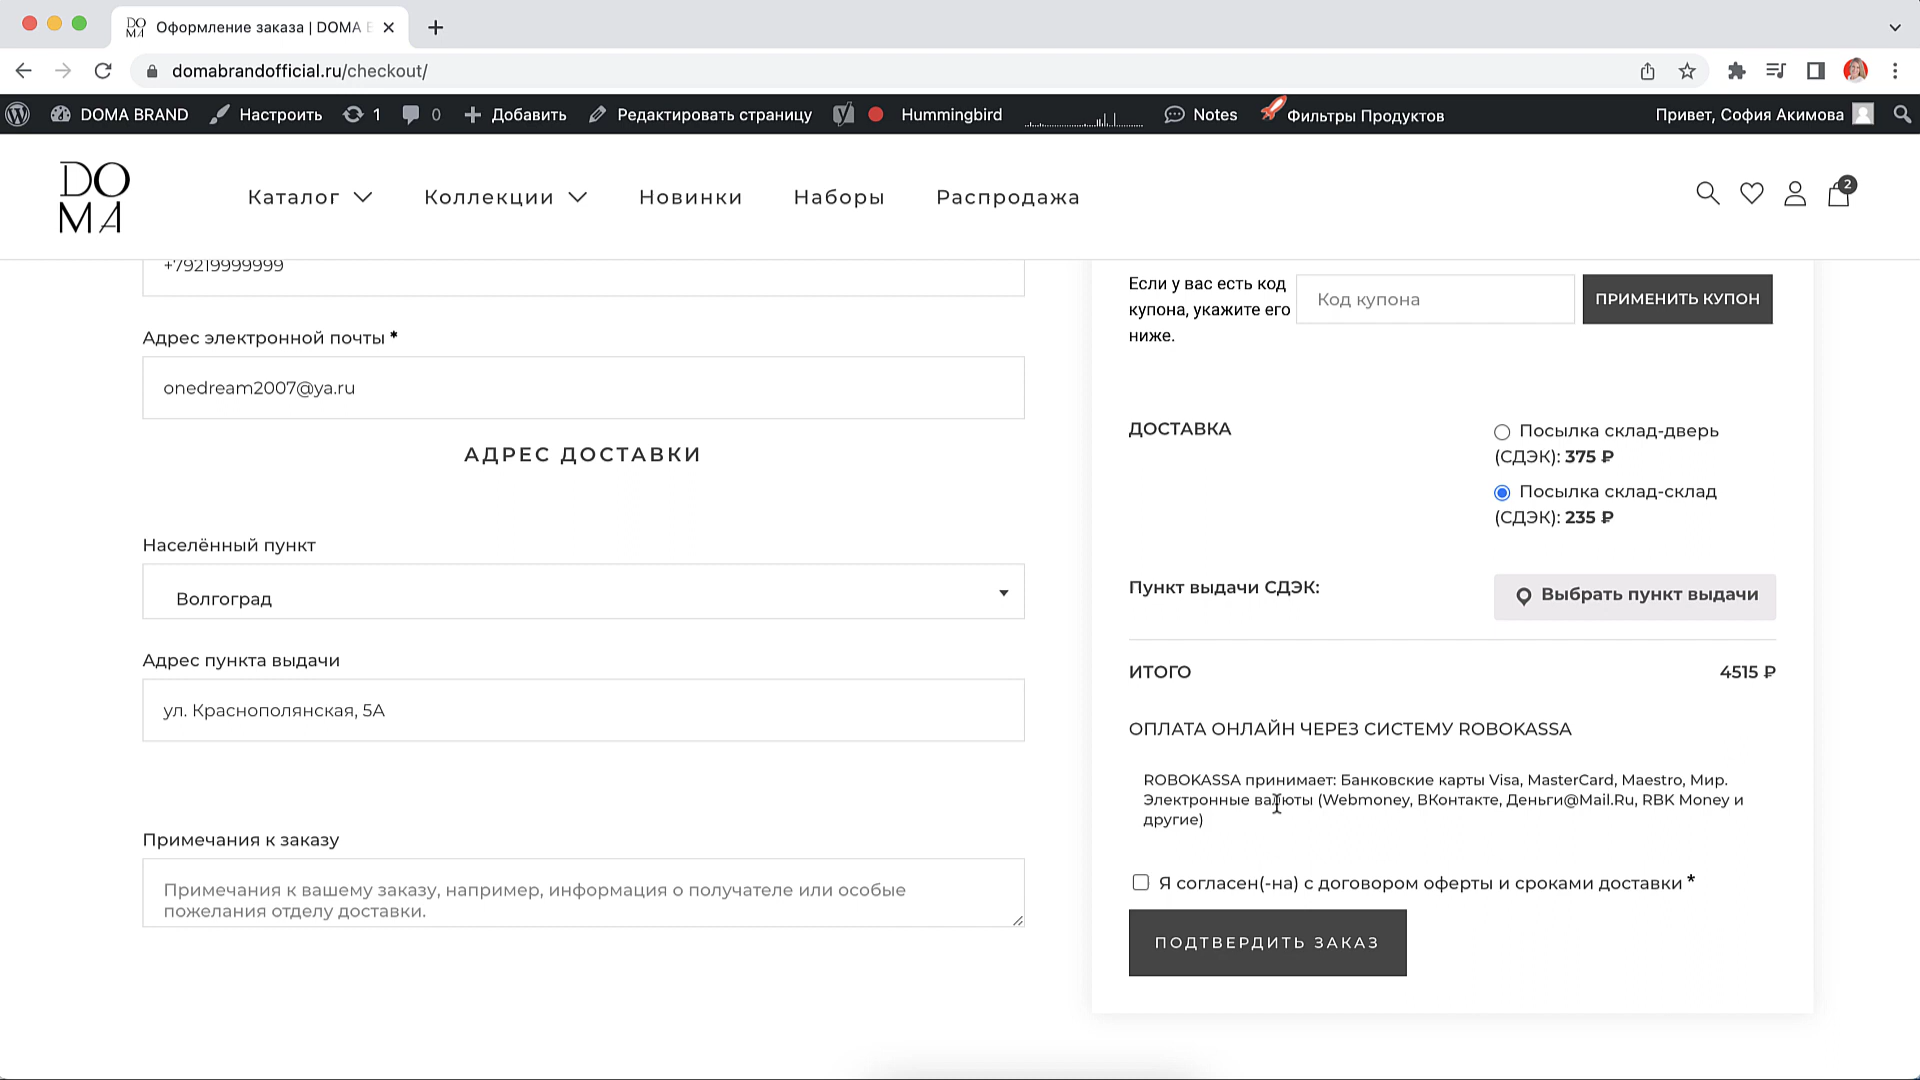 DO MA Оформление заказа | DOMA
domabrandofficial.ru/checkout/
DOMA BRAND Настроить 1 0 Добавить Редактировать страницу Hummingbird Notes Фильтры Продуктов Привет, София Акимова
DO
MA
Каталог Коллекции Новинки Наборы Распродажа 2
+79219999999
Адрес электронной почты *
onedream2007@ya.ru
АДРЕС ДОСТАВКИ
Населённый пункт
Волгоград
Адрес пункта выдачи
ул. Краснополянская, 5А
Примечания к заказу
Примечания к вашему заказу, например, информация о получателе или особые
пожелания отделу доставки.
Если у вас есть код
купона, укажите его
ниже.
Код купона
ПРИМЕНИТЬ КУПОН
ДОСТАВКА
Посылка склад-дверь
(СДЭК): 375 ₽
Посылка склад-склад
(СДЭК): 235 ₽
Пункт выдачи СДЭК:
Выбрать пункт выдачи
ИТОГО 4515 ₽
ОПЛАТА ОНЛАЙН ЧЕРЕЗ СИСТЕМУ ROBOKASSA
ROBOKASSA принимает: Банковские карты Visa, MasterCard, Maestro, Мир.
Электронные валюты (Webmoney, ВКонтакте, Деньги@Mail.Ru, RBK Money и
другие)
Я согласен(-на) с договором оферты и сроками доставки *
ПОДТВЕРДИТЬ ЗАКАЗ